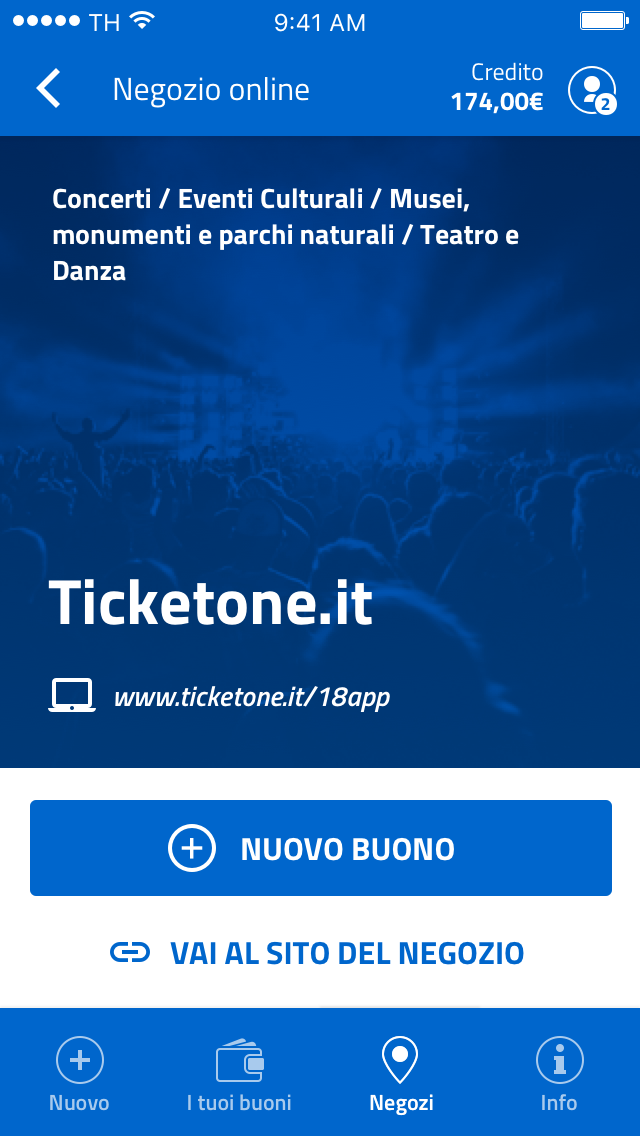 TH
9:41 AM
Negozio online
Credito
174,00€
2
Concerti / Eventi Culturali / Musei,
monumenti e parchi naturali / Teatro e
Danza
Ticketone.it
www.ticketone.it/18app
NUOVO BUONO
VAI AL SITO DEL NEGOZIO
Nuovo
I tuoi buoni
Negozi
Info